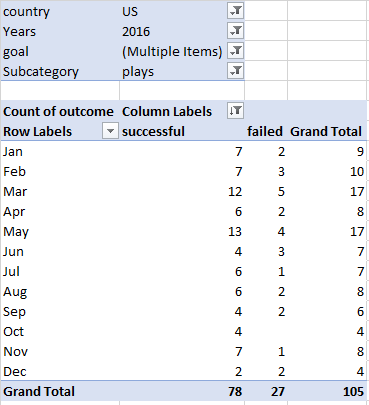 country US
Years 2016
goal (Multiple Items)
Subcategory plays
Count of outcome Column Labels
Row Labels successful failed Grand Total
Jan 7 2 9
Feb 7 3 10
Mar 12 5 17
Apr 6 2 8
May 13 4 17
Jun 4 3 7
Jul 6 1 7
Aug 6 2 8
Sep 4 2 6
Oct 4 4
Nov 7 1 8
Dec 2 2 4
Grand Total 78 27 105